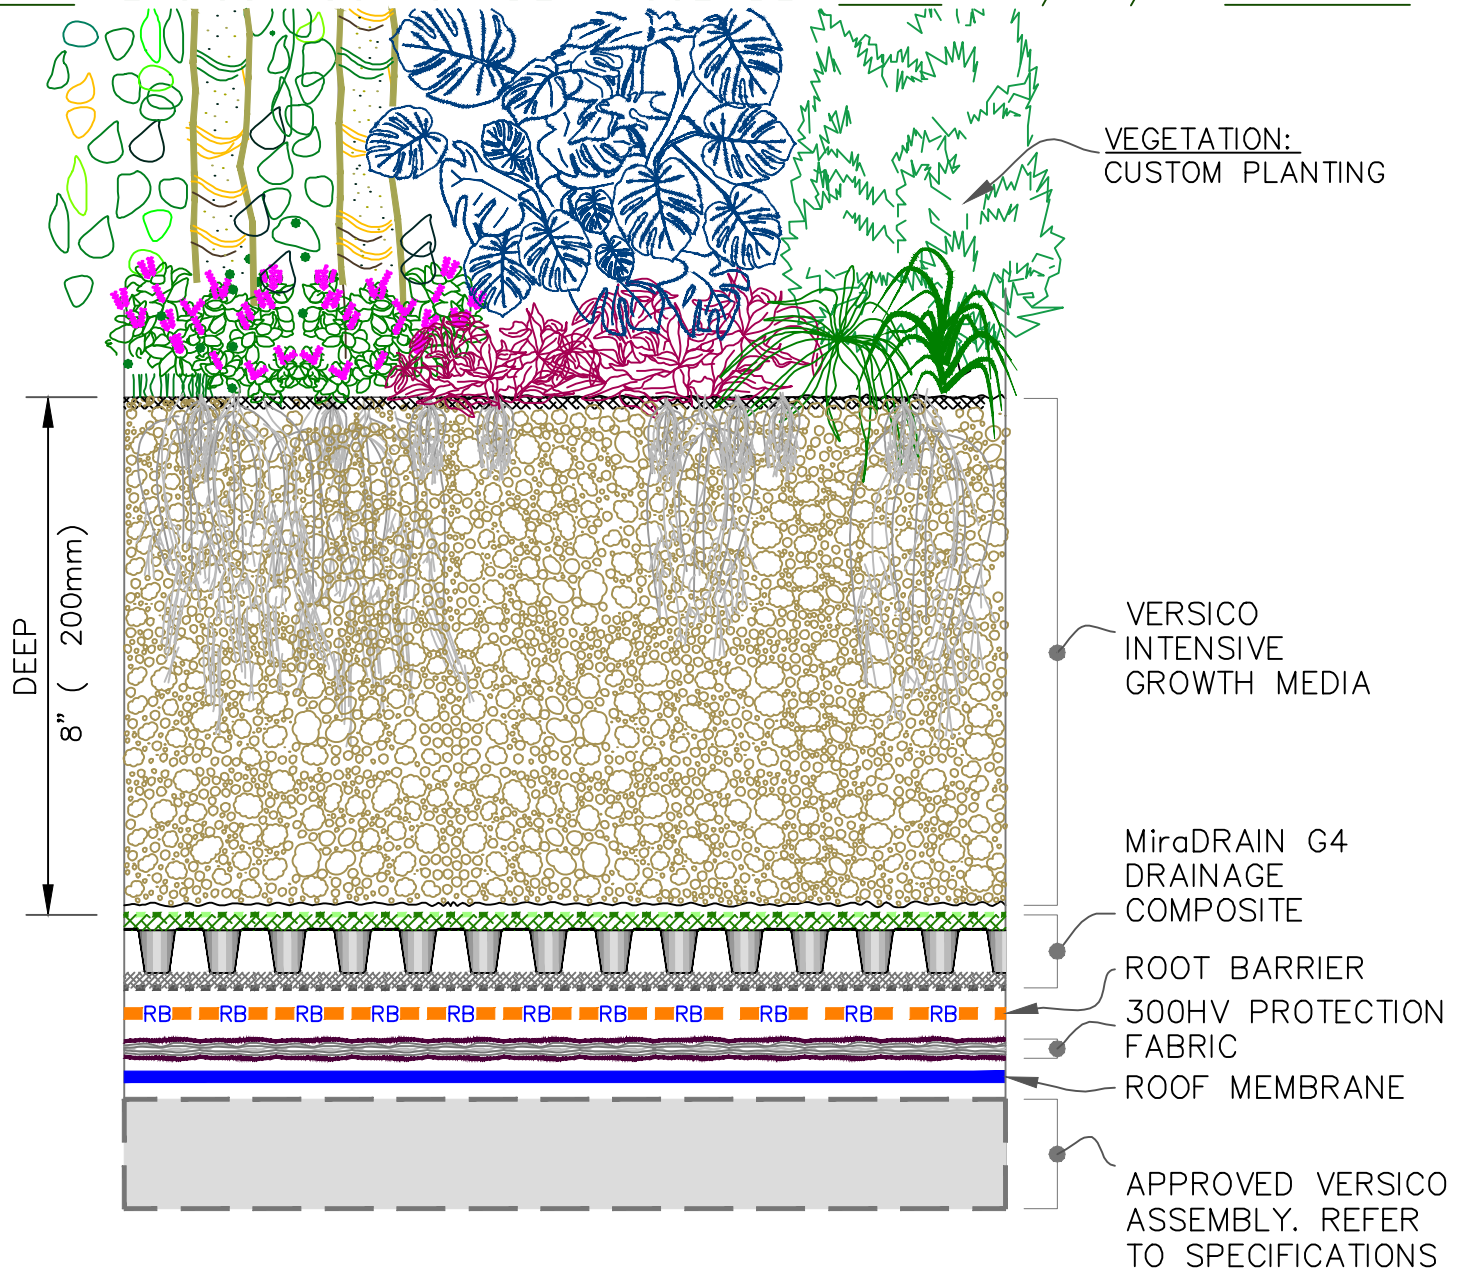 VEGETATION:
CUSTOM PLANTING
DEEP
8” ( 200mm)
VERSICO
INTENSIVE
GROWTH MEDIA
MiraDRAIN G4
DRAINAGE
COMPOSITE
ROOT BARRIER
RB RB RB RB RB RB RB RB RB RB RB
300HV PROTECTION
FABRIC
ROOF MEMBRANE
APPROVED VERSICO
ASSEMBLY. REFER
TO SPECIFICATIONS